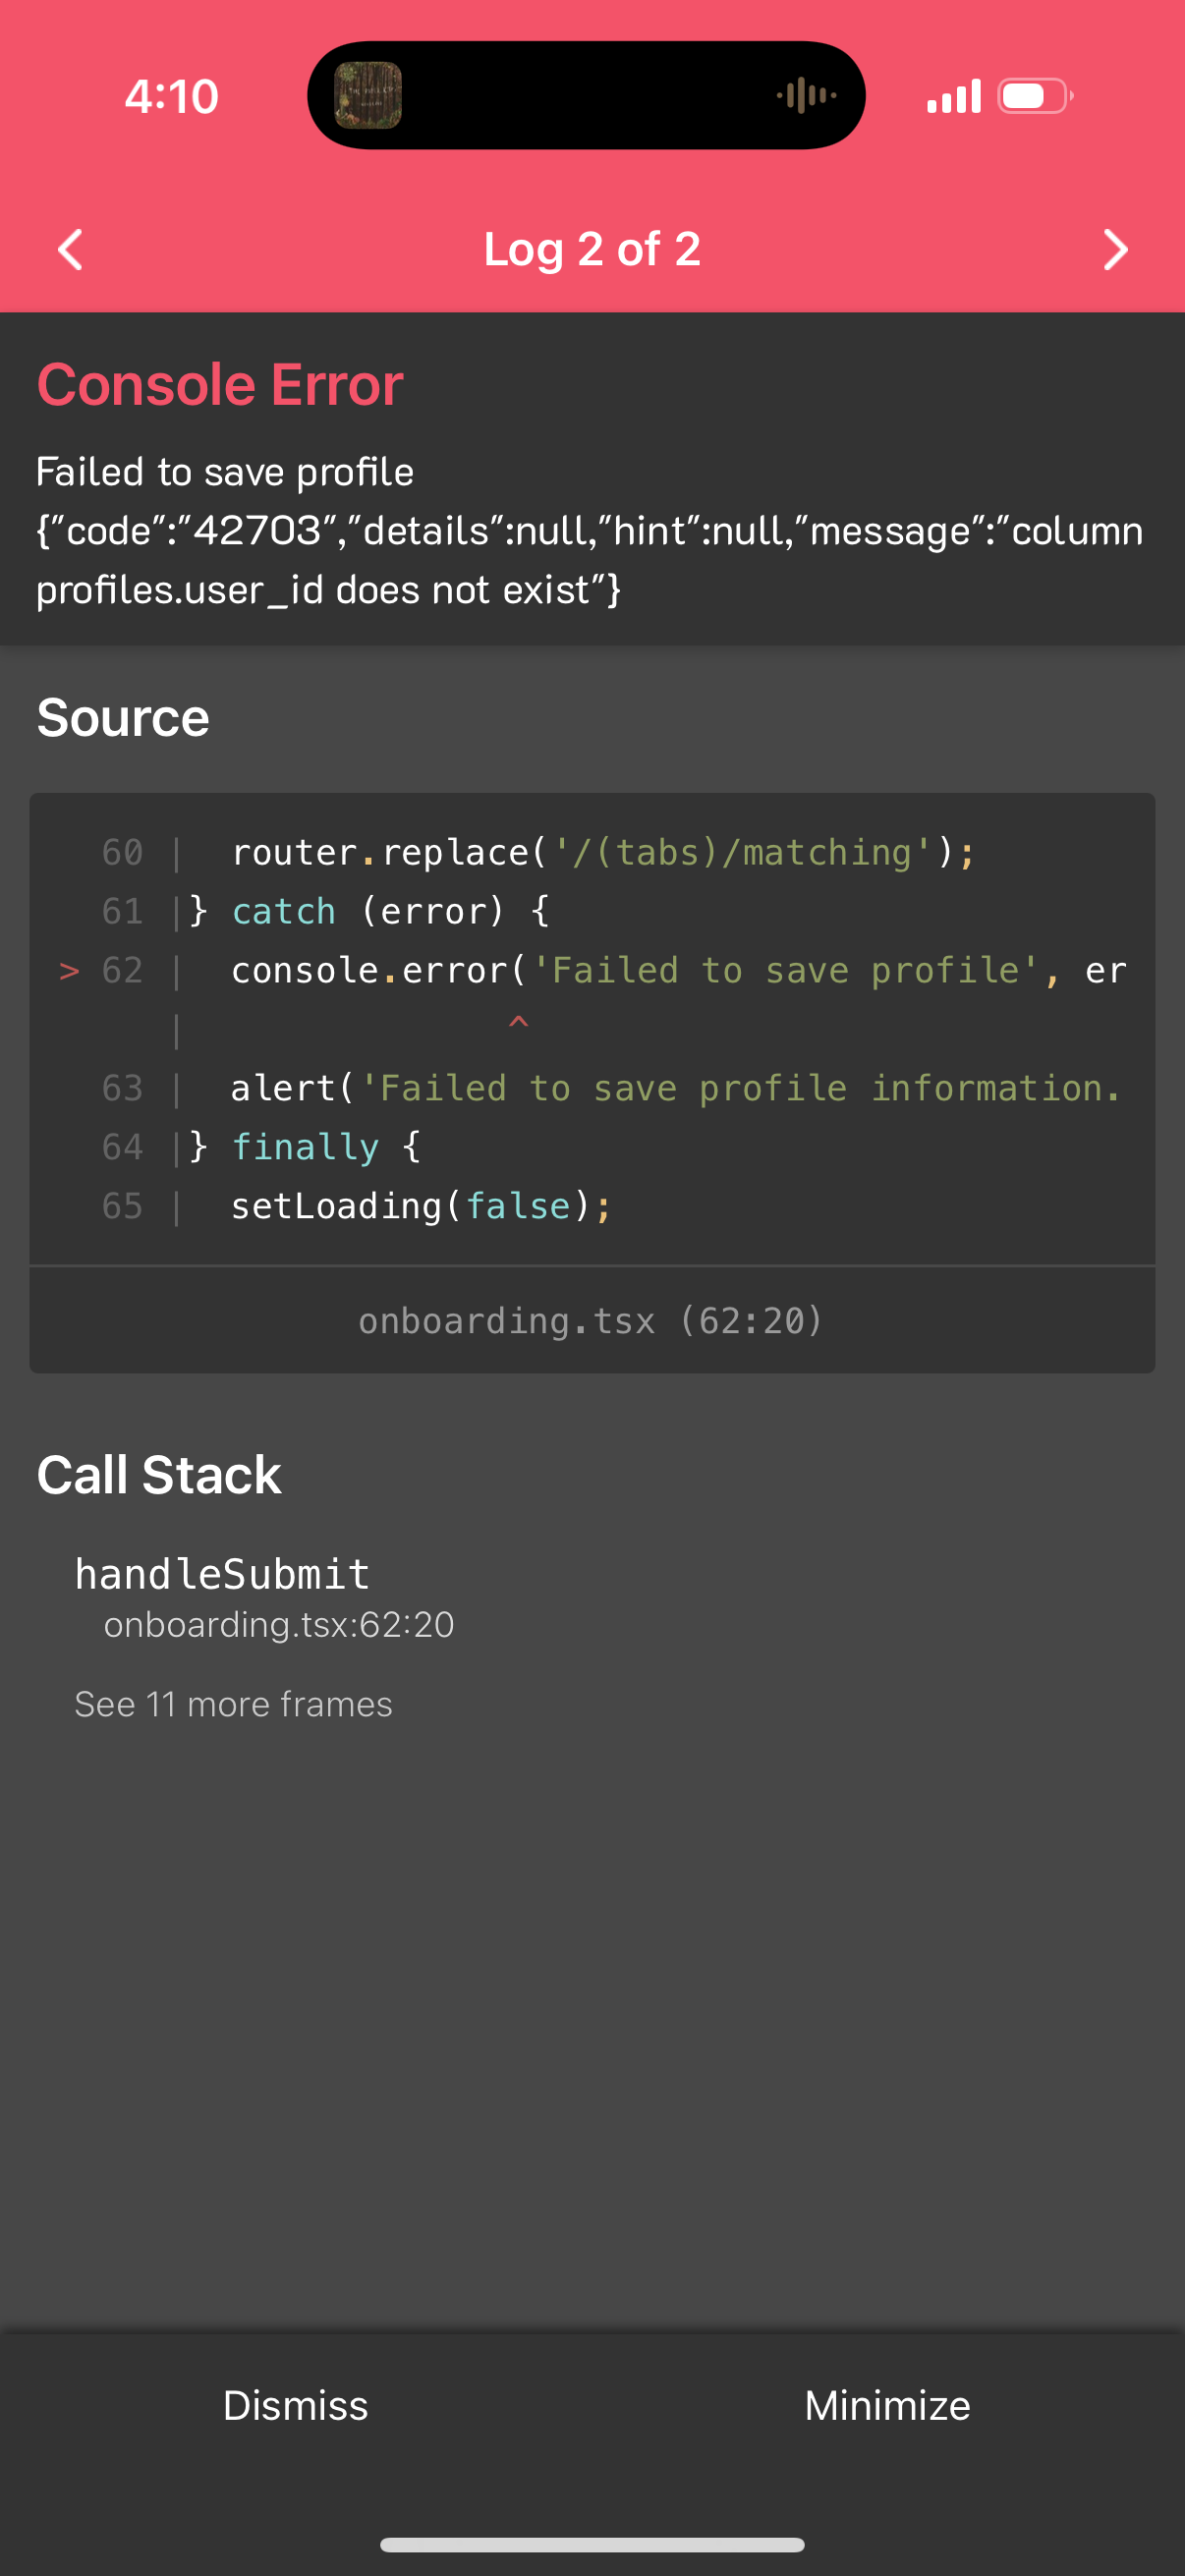 4:10
Log 2 of 2
Console Error
Failed to save profile
{"code":"42703","details":null,"hint":null,"message":"column
profiles.user_id does not exist"}
Source
60 |   router.replace('/(tabs)/matching');
61 | } catch (error) {
> 62 |   console.error('Failed to save profile', er
|                ^
63 |   alert('Failed to save profile information.
64 | } finally {
65 |   setLoading(false);
onboarding.tsx (62:20)
Call Stack
handleSubmit
onboarding.tsx:62:20
See 11 more frames
Dismiss
Minimize